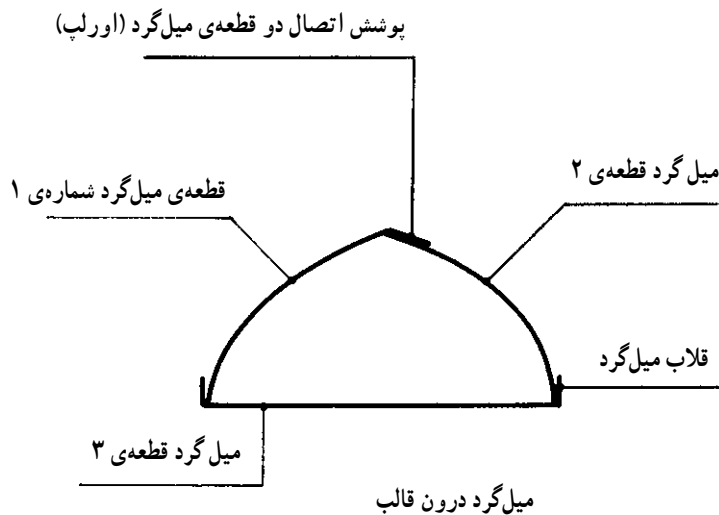 پوشش اتصال دو قطعه‌ی میل‌گرد (اورلپ)
میل گرد قطعه‌ی ۲
قطعه‌ی میل‌گرد شماره‌ی ۱
قلاب میل‌گرد
میل گرد قطعه‌ی ۳
میل‌گرد درون قالب